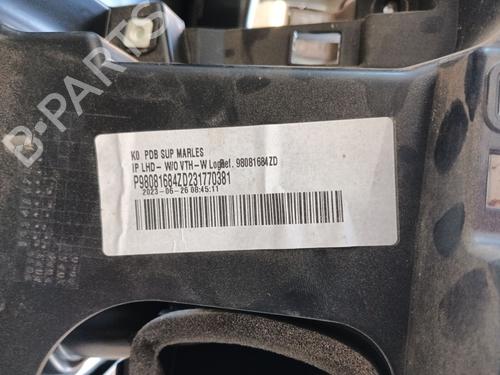 B-PARTS
K0 PDB SUP MARLES
IP LHD- W/O VTH-W LogRef. 98081684ZD
P98081684ZD231770381
2023-06-26 08:45:11